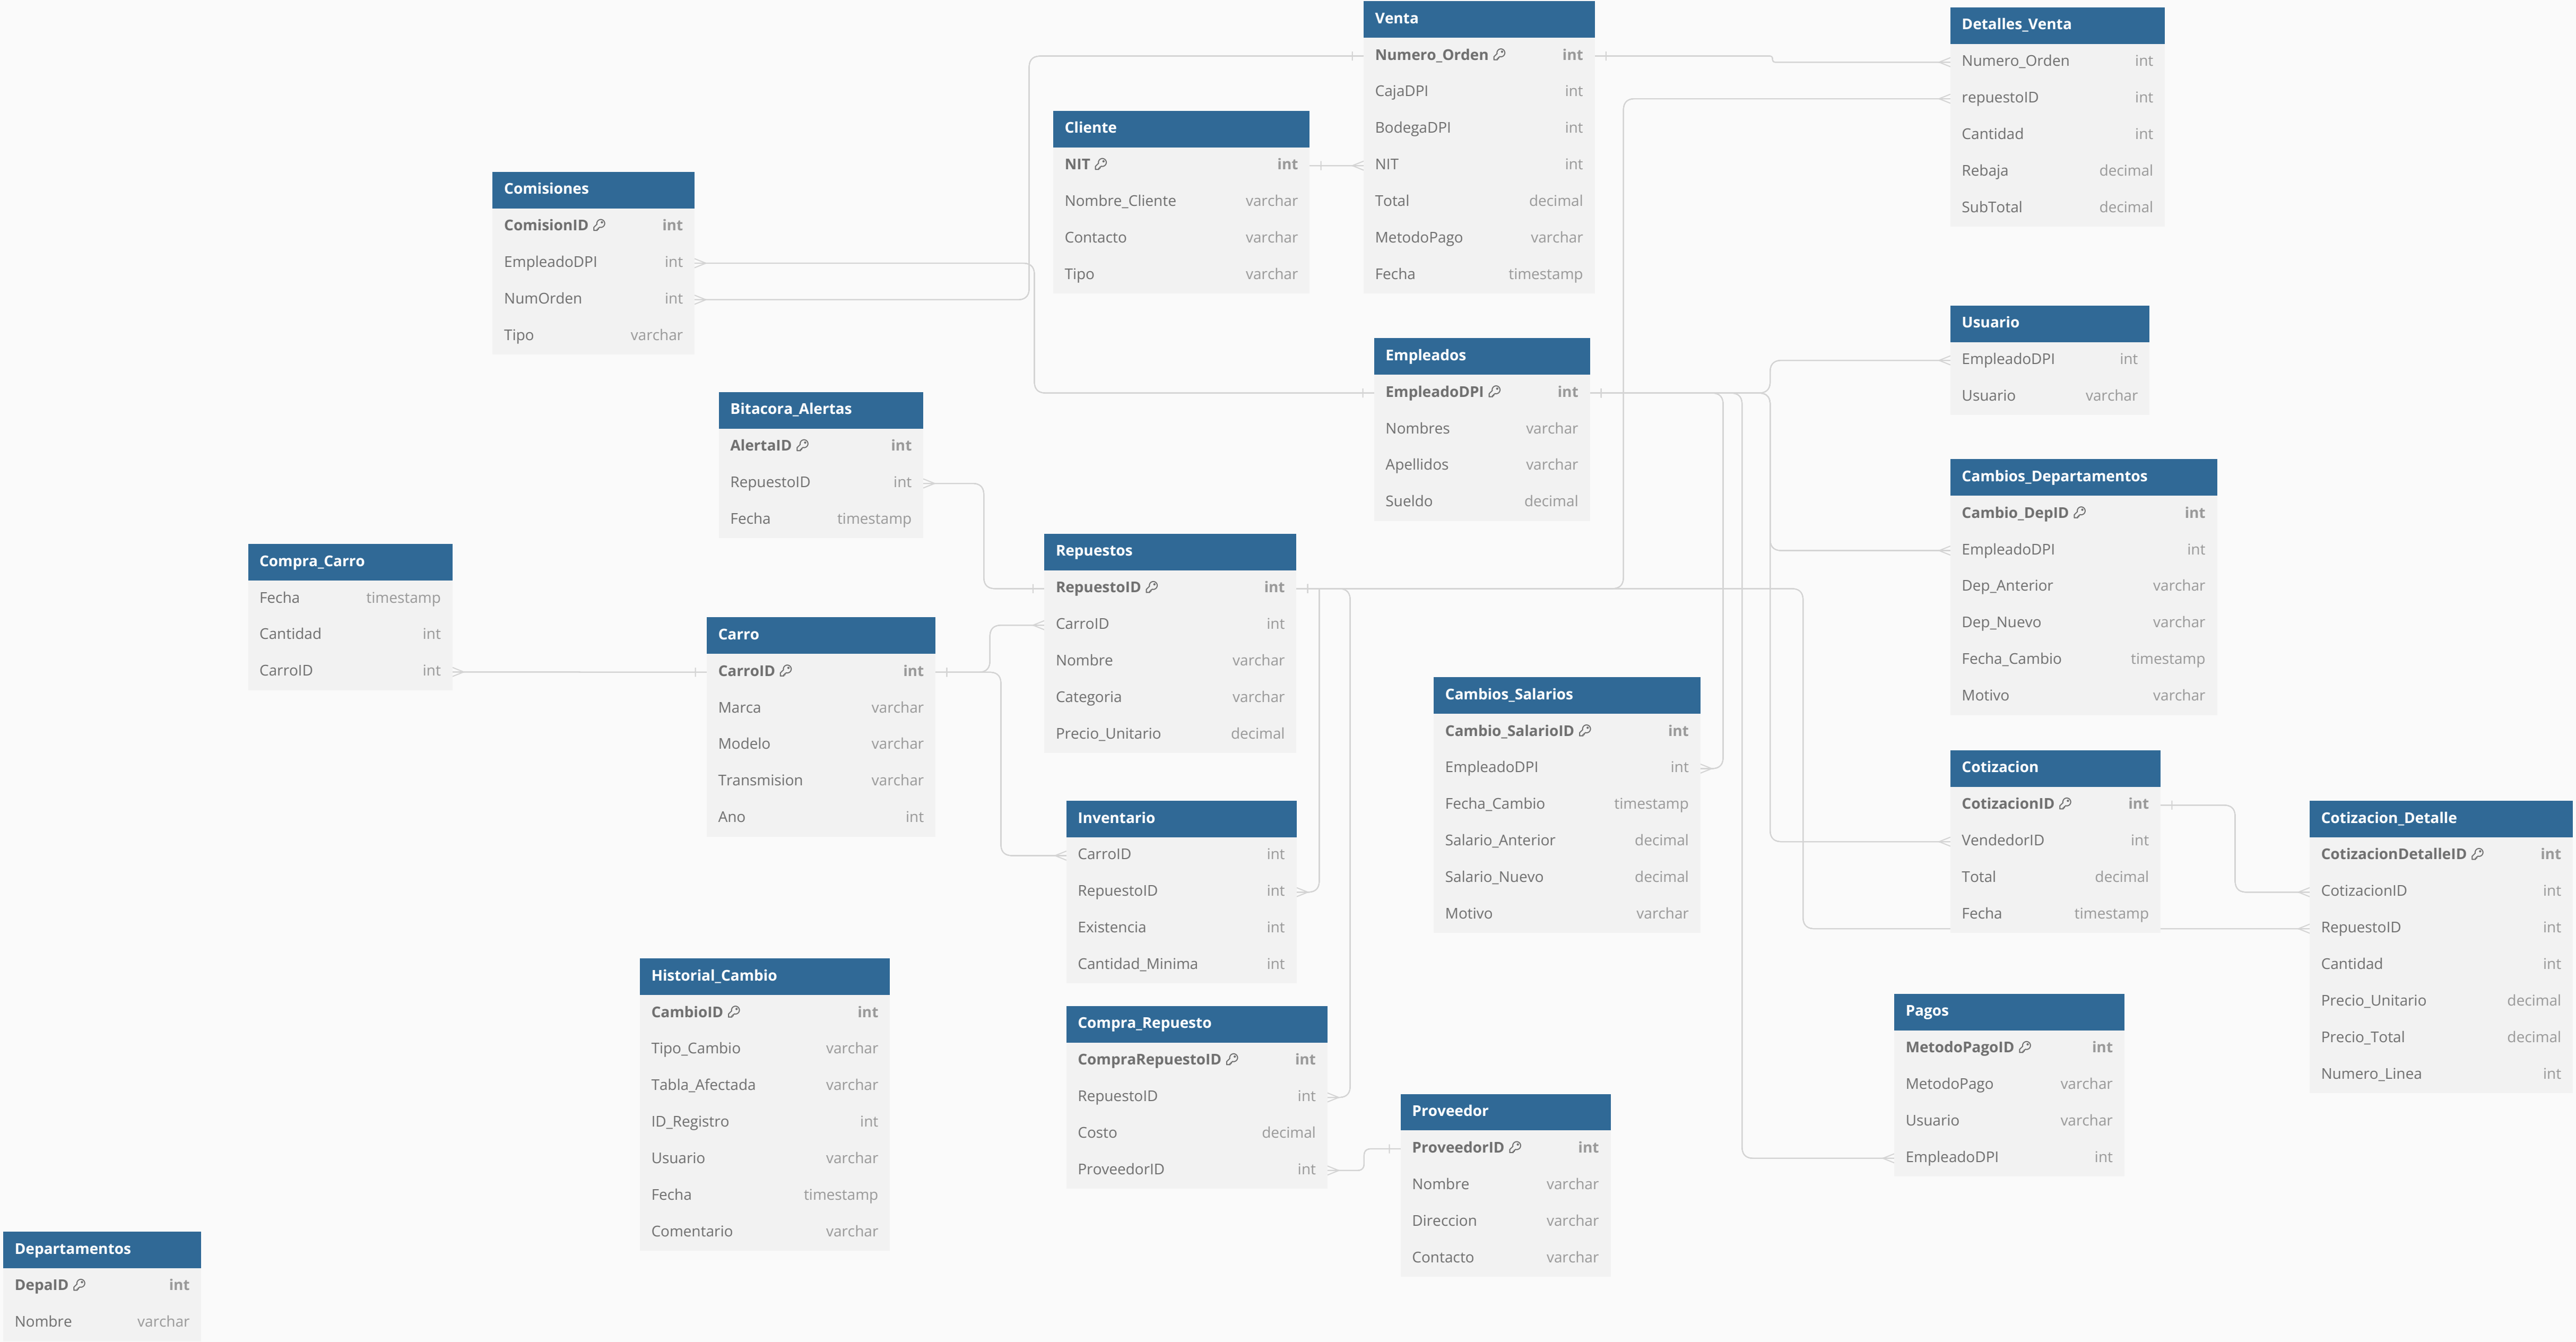 Venta
Numero_Orden int
CajaDPI int
BodegaDPI int
NIT int
Total decimal
MetodoPago varchar
Fecha timestamp
Detalles_Venta
Numero_Orden int
repuestoID int
Cantidad int
Rebaja decimal
SubTotal decimal
Cliente
NIT int
Nombre_Cliente varchar
Contacto varchar
Tipo varchar
Comisiones
ComisionID int
EmpleadoDPI int
NumOrden int
Tipo varchar
Usuario
EmpleadoDPI int
Usuario varchar
Empleados
EmpleadoDPI int
Nombres varchar
Apellidos varchar
Sueldo decimal
Bitacora_Alertas
AlertaID int
RepuestoID int
Fecha timestamp
Cambios_Departamentos
Cambio_DepID int
EmpleadoDPI int
Dep_Anterior varchar
Dep_Nuevo varchar
Fecha_Cambio timestamp
Motivo varchar
Repuestos
RepuestoID int
CarroID int
Nombre varchar
Categoria varchar
Precio_Unitario decimal
Compra_Carro
Fecha timestamp
Cantidad int
CarroID int
Carro
CarroID int
Marca varchar
Modelo varchar
Transmision varchar
Ano int
Cambios_Salarios
Cambio_SalarioID int
EmpleadoDPI int
Fecha_Cambio timestamp
Salario_Anterior decimal
Salario_Nuevo decimal
Motivo varchar
Cotizacion
CotizacionID int
VendedorID int
Total decimal
Fecha timestamp
Inventario
CarroID int
RepuestoID int
Existencia int
Cantidad_Minima int
Cotizacion_Detalle
CotizacionDetalleID int
CotizacionID int
RepuestoID int
Cantidad int
Precio_Unitario decimal
Precio_Total decimal
Numero_Linea int
Historial_Cambio
CambioID int
Tipo_Cambio varchar
Tabla_Afectada varchar
ID_Registro int
Usuario varchar
Fecha timestamp
Comentario varchar
Compra_Repuesto
CompraRepuestoID int
RepuestoID int
Costo decimal
ProveedorID int
Pagos
MetodoPagoID int
MetodoPago varchar
Usuario varchar
EmpleadoDPI int
Proveedor
ProveedorID int
Nombre varchar
Direccion varchar
Contacto varchar
Departamentos
DepaID int
Nombre varchar